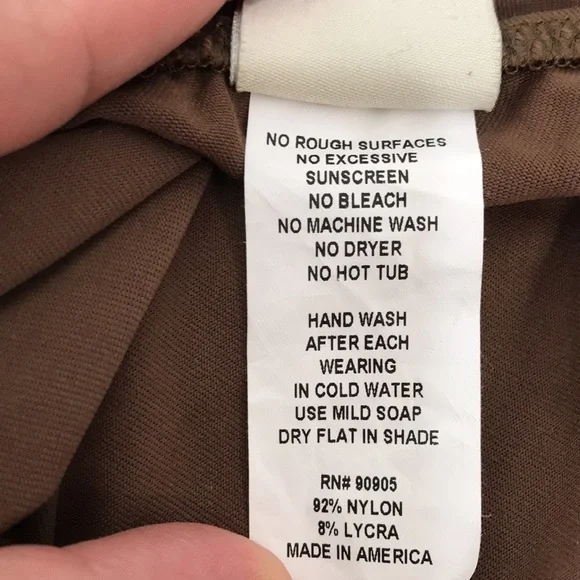 NO ROUGH SURFACES
NO EXCESSIVE
SUNSCREEN
NO BLEACH
NO MACHINE WASH
NO DRYER
NO HOT TUB
HAND WASH
AFTER EACH
WEARING
IN COLD WATER
USE MILD SOAP
DRY FLAT IN SHADE
RN# 90905
92% NYLON
8% LYCRA
MADE IN AMERICA